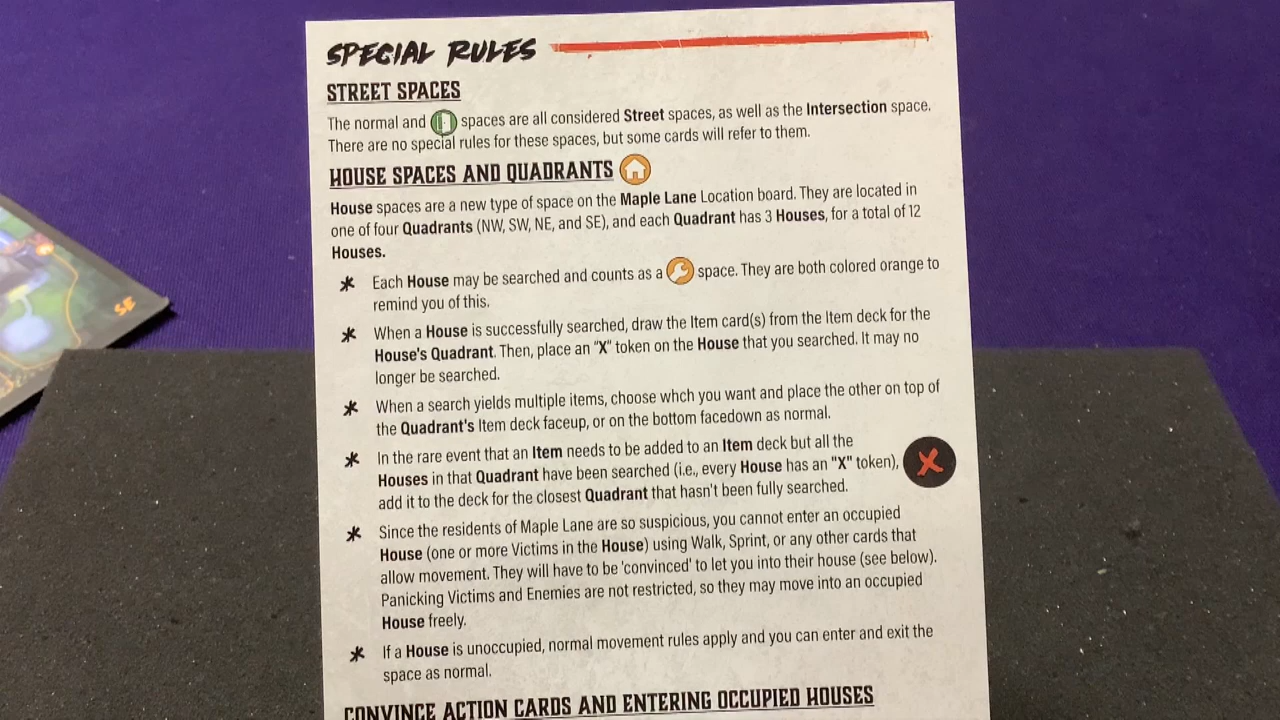 SPECIAL RULES
STREET SPACES
The normal and spaces are all considered Street spaces, as well as the Intersection space.
There are no special rules for these spaces, but some cards will refer to them.
HOUSE SPACES AND QUADRANTS
House spaces are a new type of space on the Maple Lane Location board. They are located in
one of four Quadrants (NW, SW, NE, and SE), and each Quadrant has 3 Houses, for a total of 12
Houses.
* Each House may be searched and counts as a space. They are both colored orange to
remind you of this.
* When a House is successfully searched, draw the Item card(s) from the Item deck for the
House's Quadrant. Then, place an "X" token on the House that you searched. It may no
longer be searched.
* When a search yields multiple items, choose whch you want and place the other on top of
the Quadrant's Item deck faceup, or on the bottom facedown as normal.
* In the rare event that an Item needs to be added to an Item deck but all the
Houses in that Quadrant have been searched (i.e., every House has an "X" token),
add it to the deck for the closest Quadrant that hasn't been fully searched.
X
* Since the residents of Maple Lane are so suspicious, you cannot enter an occupied
House (one or more Victims in the House) using Walk, Sprint, or any other cards that
allow movement. They will have to be 'convinced' to let you into their house (see below).
Panicking Victims and Enemies are not restricted, so they may move into an occupied
House freely.
* If a House is unoccupied, normal movement rules apply and you can enter and exit the
space as normal.
CONVINCE ACTION CARDS AND ENTERING OCCUPIED HOUSES
SE